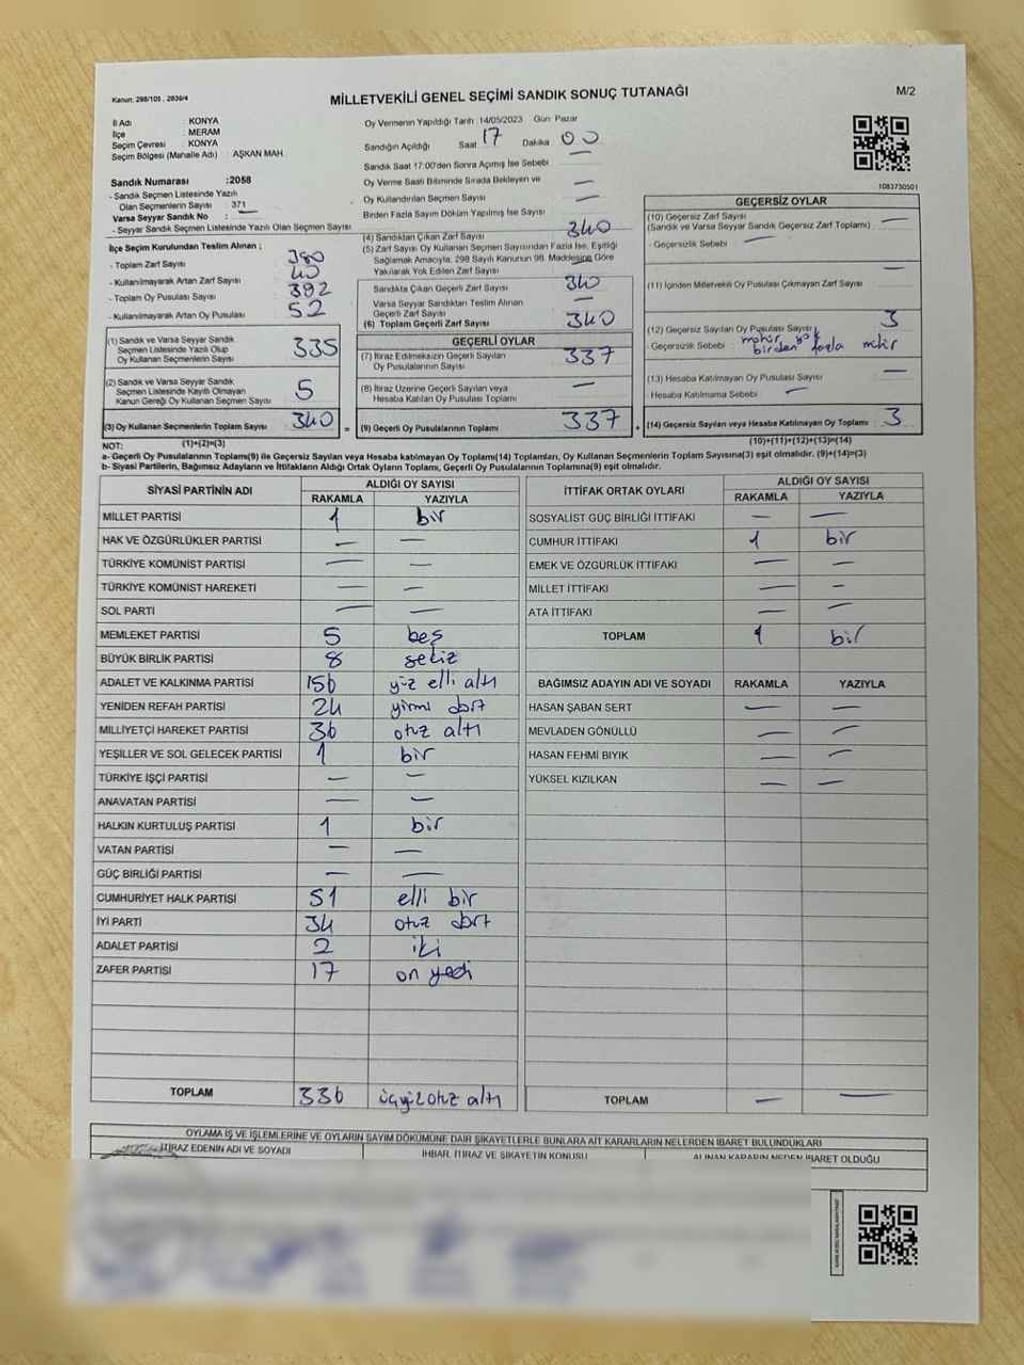 Kanun: 298/105 , 2839/4
MİLLETVEKİLİ GENEL SEÇİMİ SANDIK SONUÇ TUTANAĞI
M/2
İl Adı : KONYA
İlçe : MERAM
Seçim Çevresi : KONYA
Seçim Bölgesi (Mahalle Adı) : AŞKAN MAH
Sandık Numarası :2058
- Sandık Seçmen Listesinde Yazılı
Olan Seçmenlerin Sayısı : 371
Varsa Seyyar Sandık No :
- Seyyar Sandık Seçmen Listesinde Yazılı Olan Seçmen Sayısı
Oy Vermenin Yapıldığı Tarih :14/05/2023 Gün Pazar
Sandığın Açıldığı Saat 17 Dakika 00
Sandık Saat 17:00'den Sonra Açılmış İse Sebebi —
Oy Verme Saati Bitiminde Sırada Bekleyen ve
Oy Kullandırılan Seçmen Sayısı —
Birden Fazla Sayım Döküm Yapılmış İse Sayısı —
1083730501
İlçe Seçim Kurulundan Teslim Alınan ;
- Toplam Zarf Sayısı 380
- Kullanılmayarak Artan Zarf Sayısı 40
- Toplam Oy Pusulası Sayısı 392
- Kullanılmayarak Artan Oy Pusulası 52
(1) Sandık ve Varsa Seyyar Sandık
Seçmen Listesinde Yazılı Olup
Oy Kullanan Seçmenlerin Sayısı 335
(2) Sandık ve Varsa Seyyar Sandık
Seçmen Listesinde Kayıtlı Olmayan
Kanun Gereği Oy Kullanan Seçmen Sayısı 5
(3) Oy Kullanan Seçmenlerin Toplam Sayısı 340 =
(1)+(2)=(3)
(4) Sandıktan Çıkan Zarf Sayısı 340
(5) Zarf Sayısı Oy Kullanan Seçmen Sayısından Fazla İse, Eşitliği
Sağlamak Amacıyla, 298 Sayılı Kanunun 98. Maddesine Göre
Yakılarak Yok Edilen Zarf Sayısı —
Sandıkta Çıkan Geçerli Zarf Sayısı 340
Varsa Seyyar Sandıktan Teslim Alınan
Geçerli Zarf Sayısı —
(6) Toplam Geçerli Zarf Sayısı 340
GEÇERLİ OYLAR
(7) İtiraz Edilmeksizin Geçerli Sayılan
Oy Pusulalarının Sayısı 337
(8) İtiraz Üzerine Geçerli Sayılan veya
Hesaba Katılan Oy Pusulası Toplamı —
(9) Geçerli Oy Pusulalarının Toplamı 337 +
GEÇERSİZ OYLAR
(10) Geçersiz Zarf Sayısı —
(Sandık ve Varsa Seyyar Sandık Geçersiz Zarf Toplamı)
- Geçersizlik Sebebi —
(11) İçinden Milletvekili Oy Pusulası Çıkmayan Zarf Sayısı —
(12) Geçersiz Sayılan Oy Pusulası Sayısı 3
- Geçersizlik Sebebi mühür yok birden fazla mühür
(13) Hesaba Katılmayan Oy Pusulası Sayısı —
- Hesaba Katılmama Sebebi —
(14) Geçersiz Sayılan veya Hesaba Katılmayan Oy Toplamı 3
(10)+(11)+(12)+(13)=(14)
NOT:
a- Geçerli Oy Pusulalarının Toplamı(9) ile Geçersiz Sayılan veya Hesaba katılmayan Oy Toplamı(14) Toplamları, Oy Kullanan Seçmenlerin Toplam Sayısına(3) eşit olmalıdır. (9)+(14)=(3)
b- Siyasi Partilerin, Bağımsız Adayların ve İttifakların Aldığı Ortak Oyların Toplamı, Geçerli Oy Pusulalarının Toplamına(9) eşit olmalıdır.
SİYASİ PARTİNİN ADI ALDIĞI OY SAYISI
RAKAMLA YAZIYLA
MİLLET PARTİSİ 1 bir
HAK VE ÖZGÜRLÜKLER PARTİSİ — —
TÜRKİYE KOMÜNİST PARTİSİ — —
TÜRKİYE KOMÜNİST HAREKETİ — —
SOL PARTİ — —
MEMLEKET PARTİSİ 5 beş
BÜYÜK BİRLİK PARTİSİ 8 sekiz
ADALET VE KALKINMA PARTİSİ 156 yüz elli altı
YENİDEN REFAH PARTİSİ 24 yirmi dört
MİLLİYETÇİ HAREKET PARTİSİ 36 otuz altı
YEŞİLLER VE SOL GELECEK PARTİSİ 1 bir
TÜRKİYE İŞÇİ PARTİSİ — —
ANAVATAN PARTİSİ — —
HALKIN KURTULUŞ PARTİSİ 1 bir
VATAN PARTİSİ — —
GÜÇ BİRLİĞİ PARTİSİ — —
CUMHURİYET HALK PARTİSİ 51 elli bir
İYİ PARTİ 34 otuz dört
ADALET PARTİSİ 2 iki
ZAFER PARTİSİ 17 on yedi
TOPLAM 336 üçyüzotuz altı
İTTİFAK ORTAK OYLARI ALDIĞI OY SAYISI
RAKAMLA YAZIYLA
SOSYALİST GÜÇ BİRLİĞİ İTTİFAKI — —
CUMHUR İTTİFAKI 1 bir
EMEK VE ÖZGÜRLÜK İTTİFAKI — —
MİLLET İTTİFAKI — —
ATA İTTİFAKI — —
TOPLAM 1 bir
BAĞIMSIZ ADAYIN ADI VE SOYADI RAKAMLA YAZIYLA
HASAN ŞABAN SERT — —
MEVLADEN GÖNÜLLÜ — —
HASAN FEHMİ BIYIK — —
YÜKSEL KIZILKAN — —
TOPLAM — —
OYLAMA İŞ VE İŞLEMLERİNE VE OYLARIN SAYIM DÖKÜMÜNE DAİR ŞİKAYETLERLE BUNLARA AİT KARARLARIN NELERDEN İBARET BULUNDUKLARI
İTİRAZ EDENİN ADI VE SOYADI
İHBAR, İTİRAZ VE ŞİKAYETİN KONUSU
ALINAN KARARIN NEDEN İBARET OLDUĞU